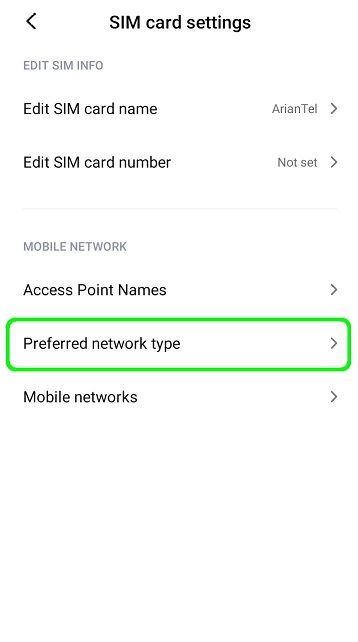 SIM card settings
EDIT SIM INFO
Edit SIM card name ArianTel
Edit SIM card number Not set
MOBILE NETWORK
Access Point Names
Preferred network type
Mobile networks